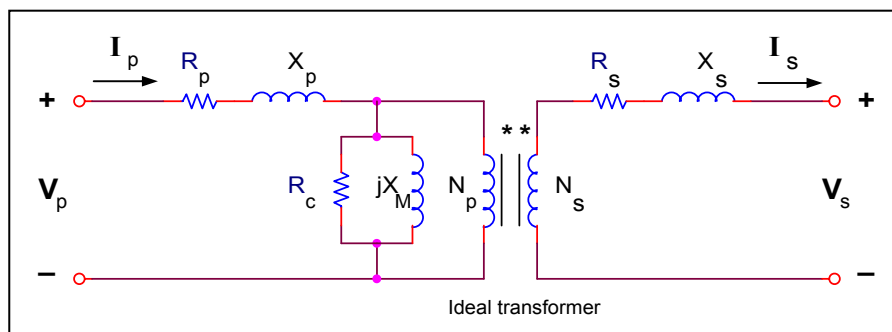 I p
R p
X p
R s
X s
I s
+
+
* *
V p
R c
jX M
N p
N s
V s
−
−
Ideal transformer